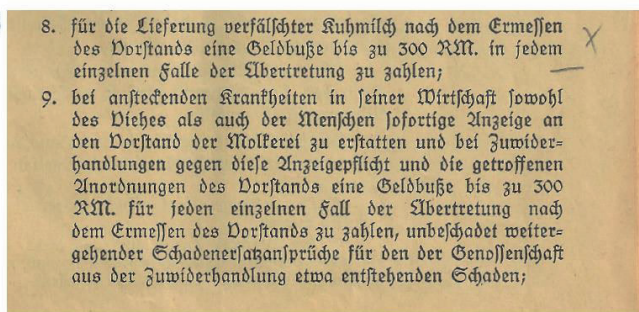 8. für die Lieferung verfälschter Kuhmilch nach dem Ermessen
des Vorstands eine Geldbuße bis zu 300 RM. in jedem
einzelnen Falle der Übertretung zu zahlen;
9. bei ansteckenden Krankheiten in seiner Wirtschaft sowohl
des Viehes als auch der Menschen sofortige Anzeige an
den Vorstand der Molkerei zu erstatten und bei Zuwider-
handlungen gegen diese Anzeigepflicht und die getroffenen
Anordnungen des Vorstands eine Geldbuße bis zu 300
RM. für jeden einzelnen Fall der Übertretung nach
dem Ermessen des Vorstands zu zahlen, unbeschadet weiter-
gehender Schadenersatzansprüche für den der Genossenschaft
aus der Zuwiderhandlung etwa entstehenden Schaden;